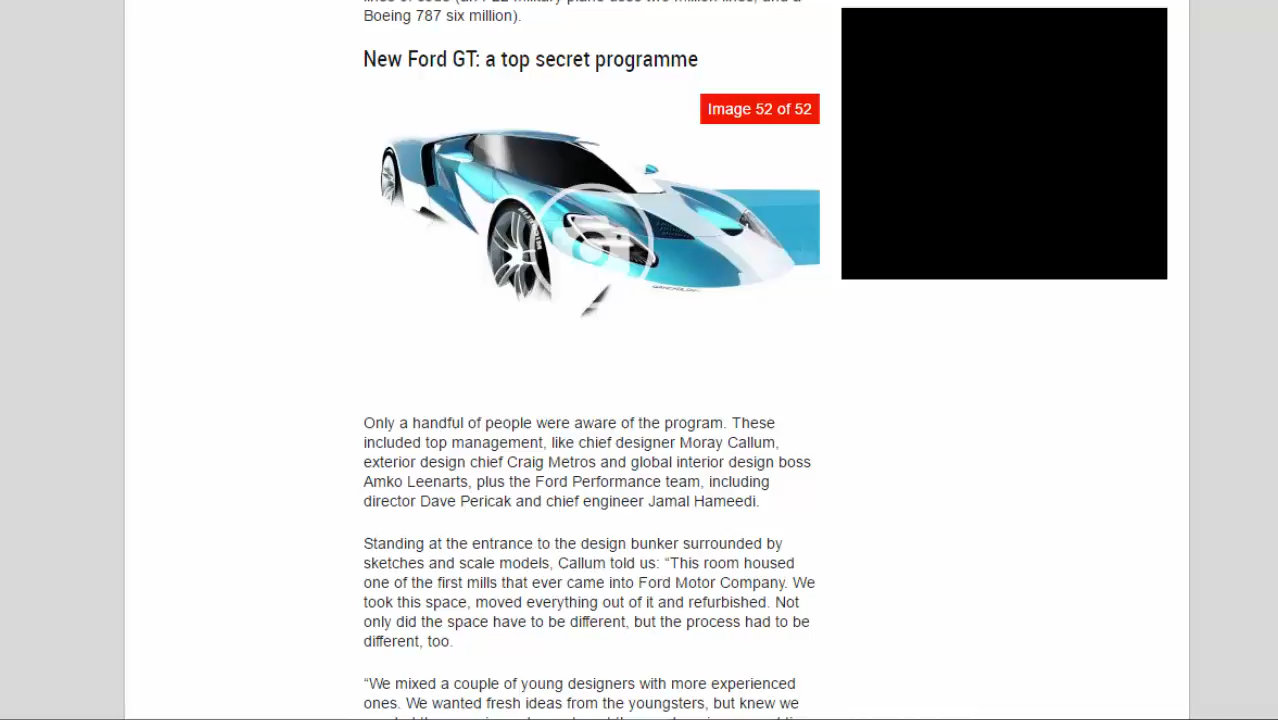 Boeing 787 six million).
New Ford GT: a top secret programme
Image 52 of 52
Only a handful of people were aware of the program. These
included top management, like chief designer Moray Callum,
exterior design chief Craig Metros and global interior design boss
Amko Leenarts, plus the Ford Performance team, including
director Dave Pericak and chief engineer Jamal Hameedi.
Standing at the entrance to the design bunker surrounded by
sketches and scale models, Callum told us: “This room housed
one of the first mills that ever came into Ford Motor Company. We
took this space, moved everything out of it and refurbished. Not
only did the space have to be different, but the process had to be
different, too.
“We mixed a couple of young designers with more experienced
ones. We wanted fresh ideas from the youngsters, but knew we